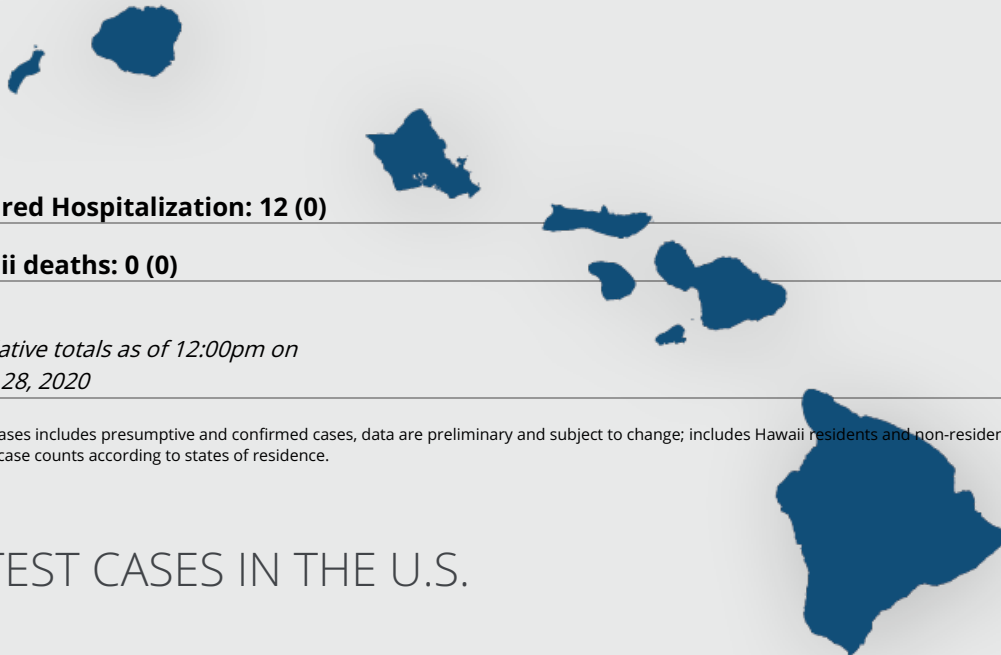 red Hospitalization: 12 (0)
ii deaths: 0 (0)
ative totals as of 12:00pm on
28, 2020
ases includes presumptive and confirmed cases, data are preliminary and subject to change; includes Hawaii residents and non-resider
case counts according to states of residence.
TEST CASES IN THE U.S.